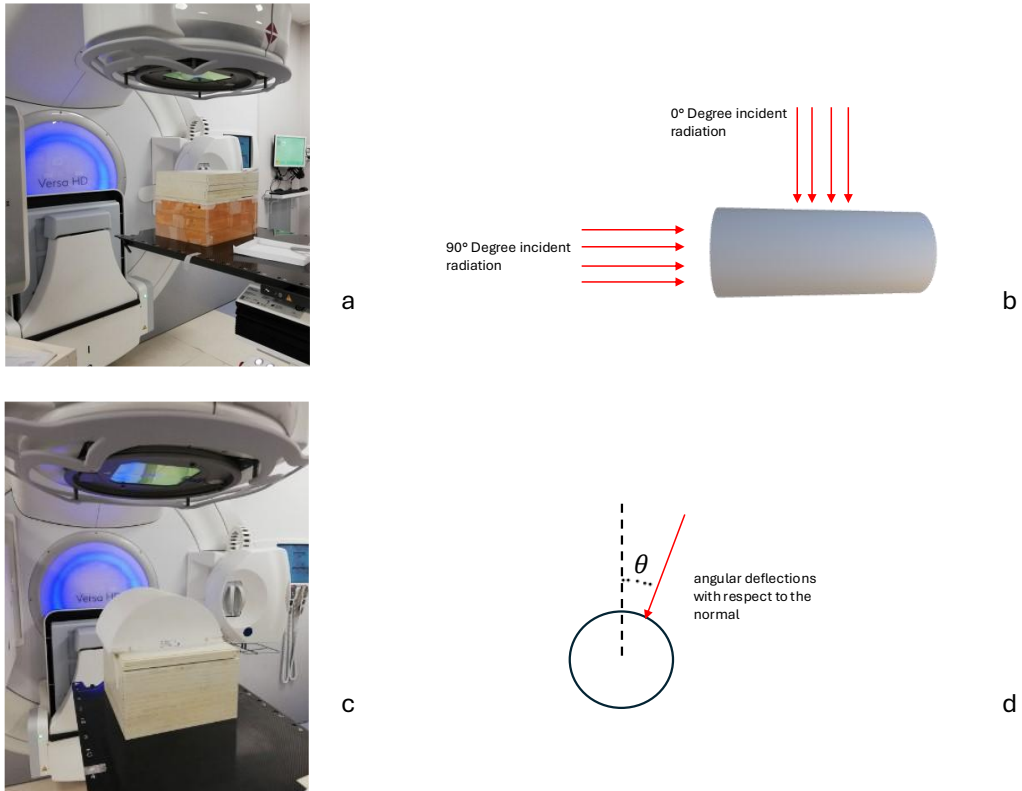 Versa HD
a
0° Degree incident
radiation
90° Degree incident
radiation
b
Versa HD
c
θ
angular deflections
with respect to the
normal
d